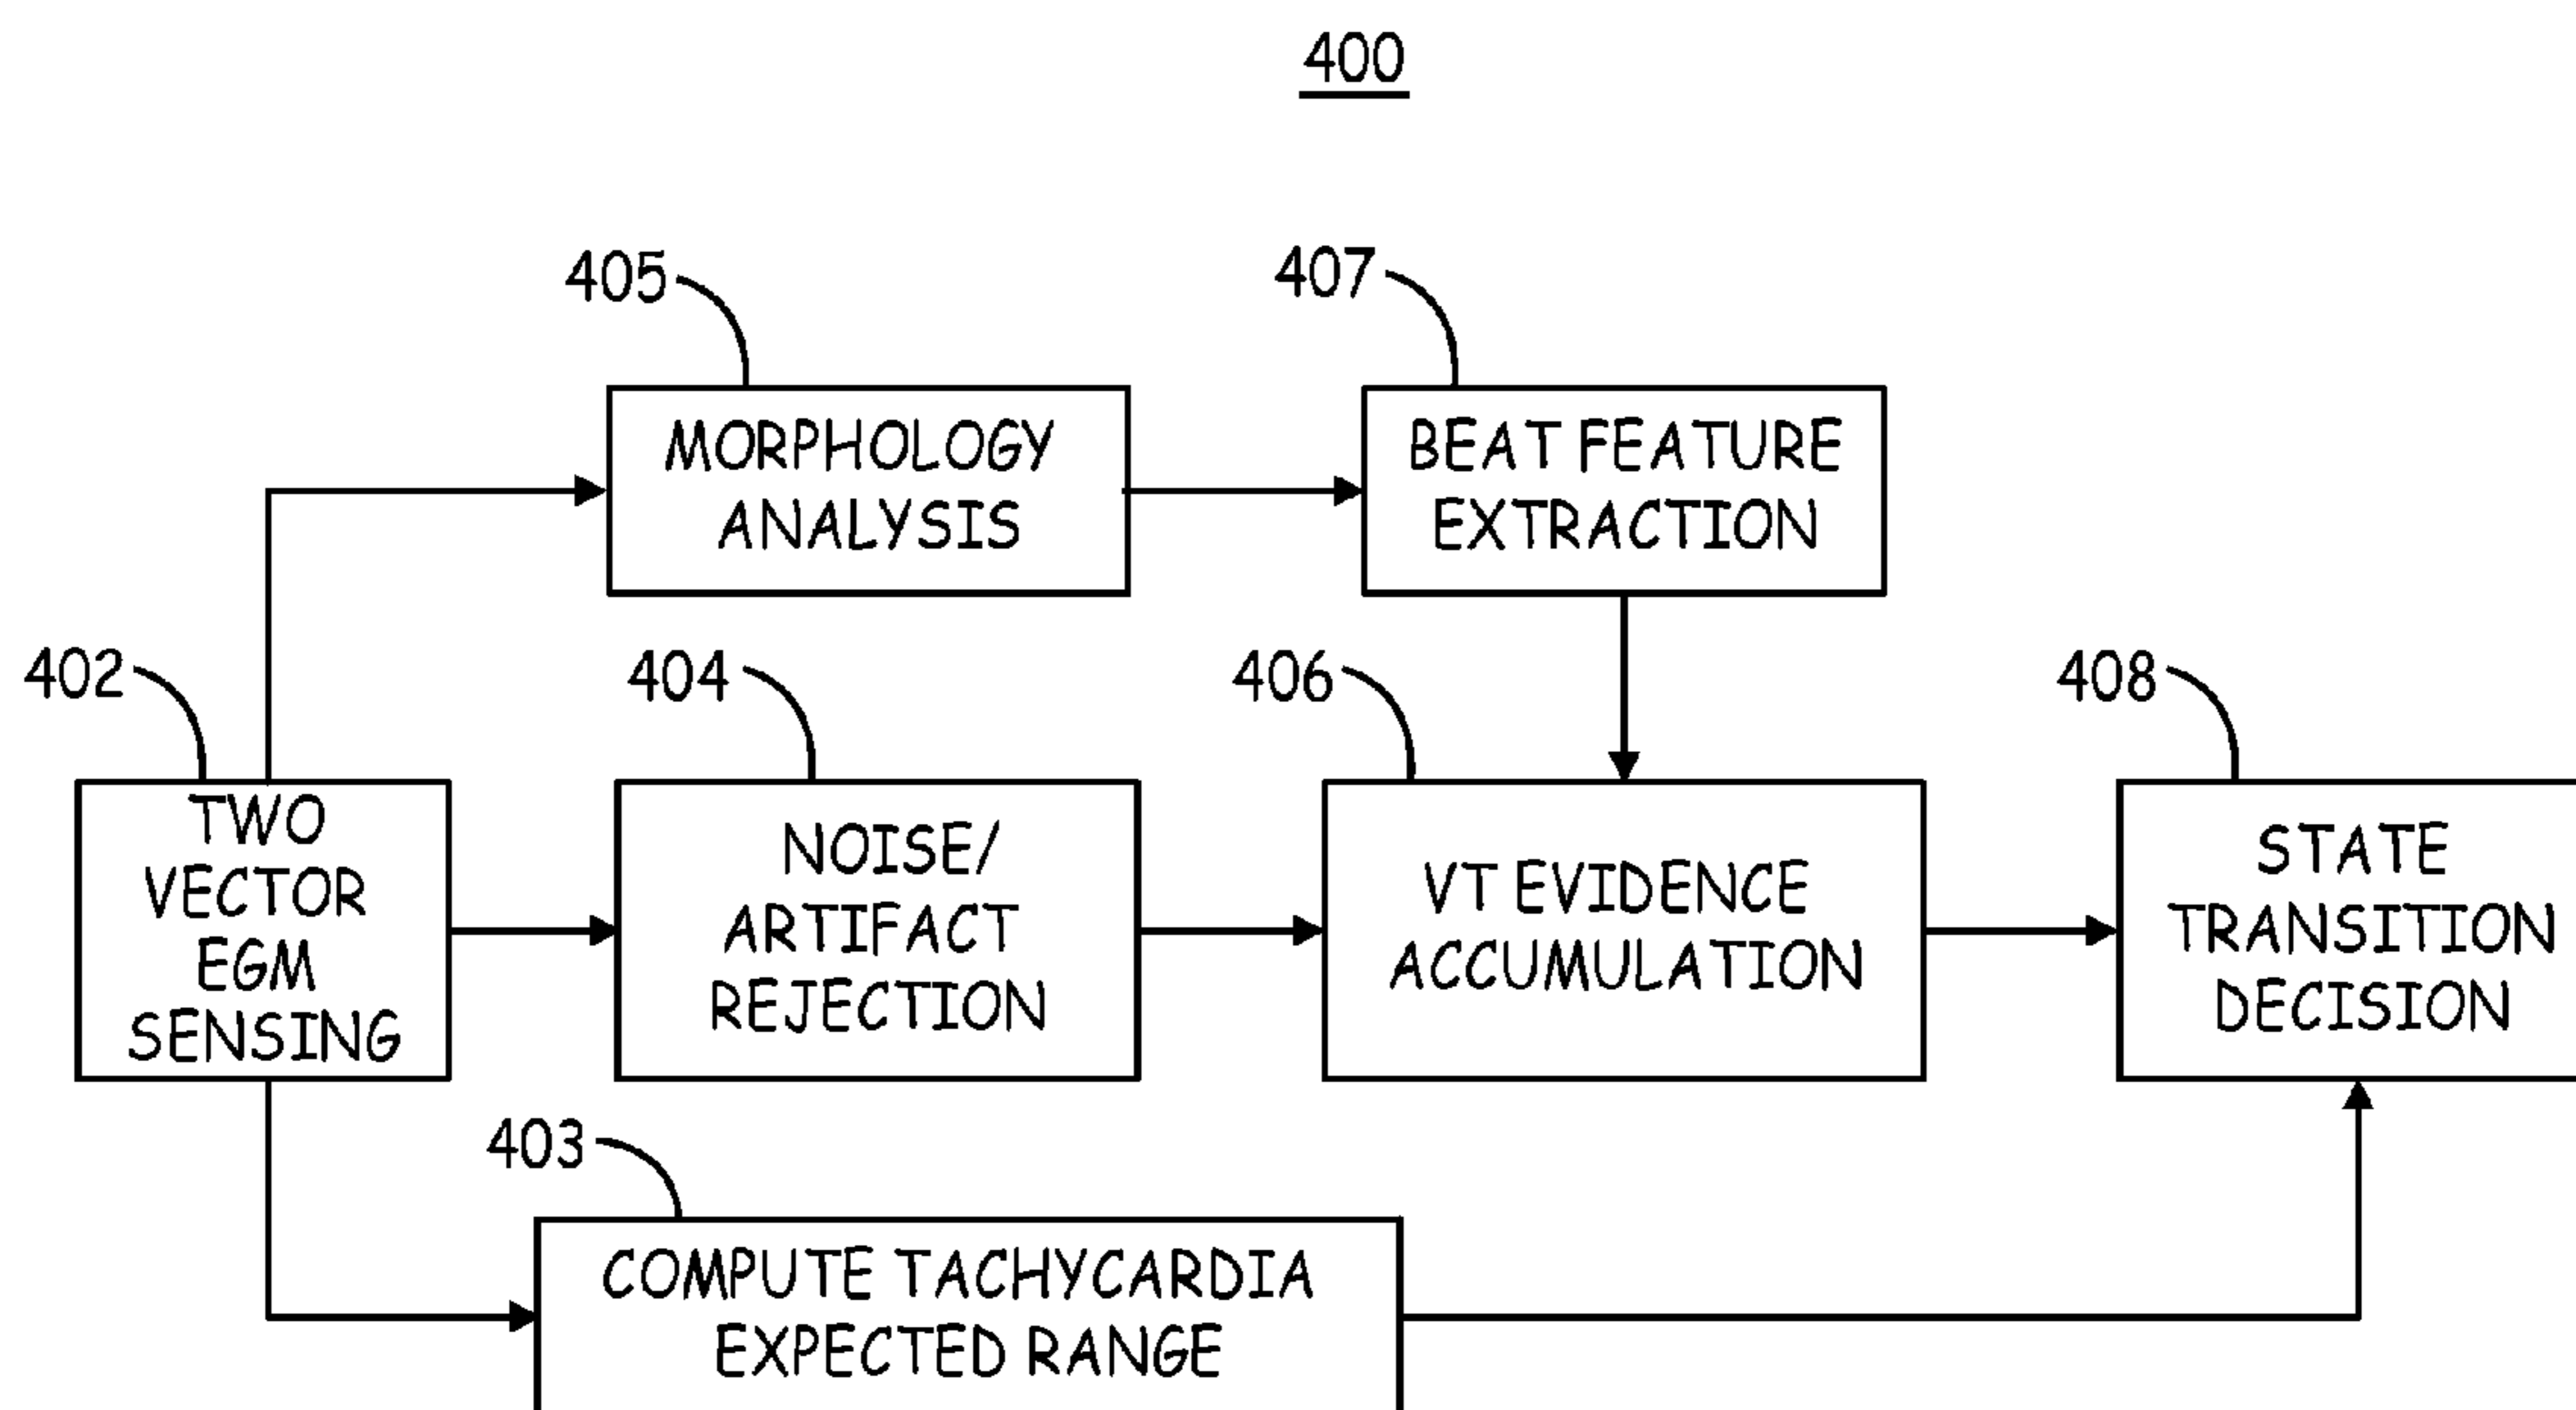 400
405
407
MORPHOLOGY
ANALYSIS
BEAT FEATURE
EXTRACTION
402
404
406
408
TWO
VECTOR
EGM
SENSING
NOISE/
ARTIFACT
REJECTION
VT EVIDENCE
ACCUMULATION
STATE
TRANSITION
DECISION
403
COMPUTE TACHYCARDIA
EXPECTED RANGE